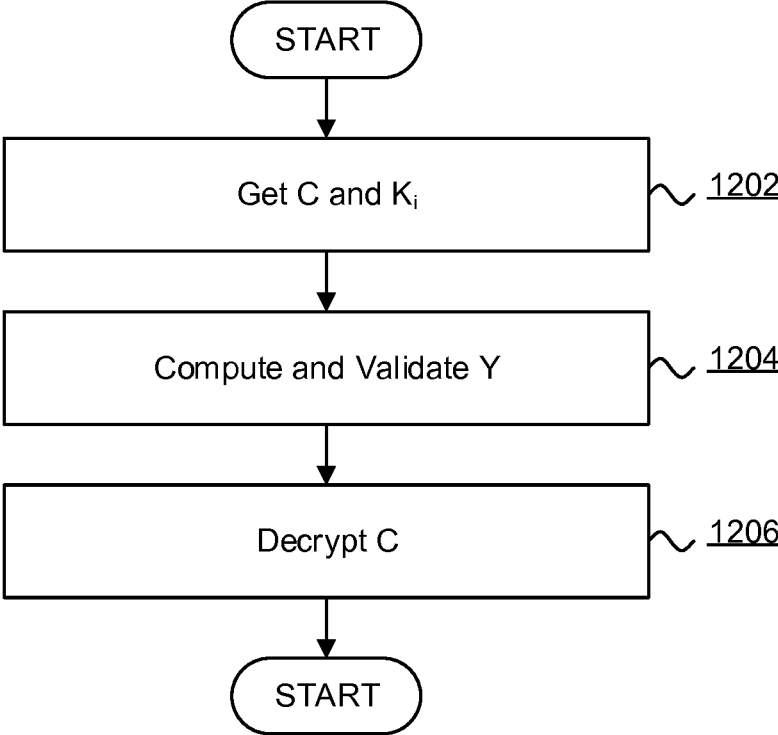 START
Get C and Kᵢ
1202
Compute and Validate Y
1204
Decrypt C
1206
START